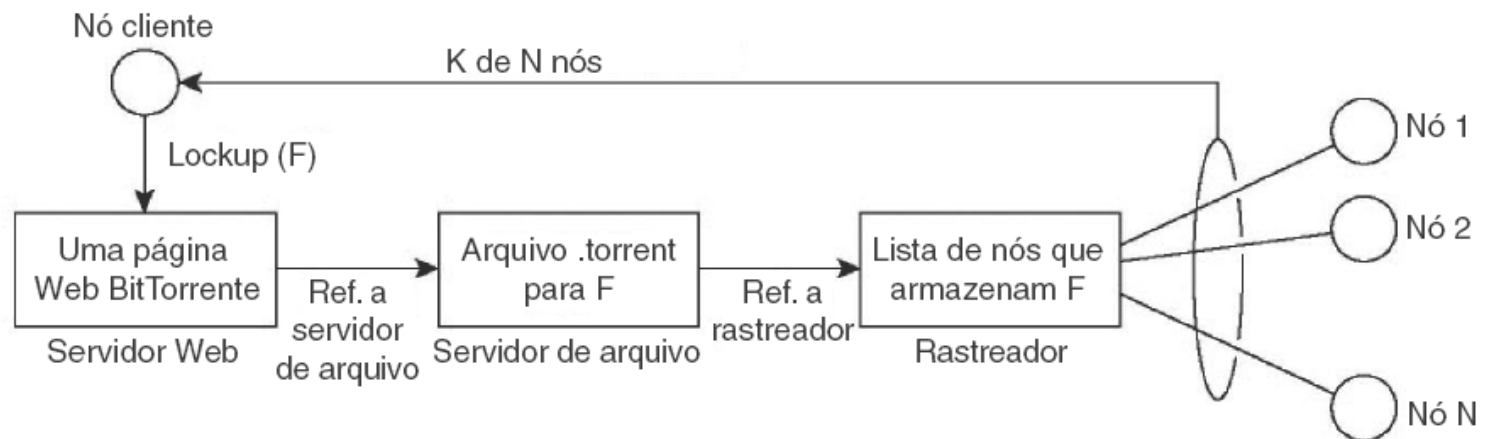 Nó cliente
K de N nós
Lockup (F)
Uma página
Web BitTorrente
Servidor Web
Ref. a
servidor
de arquivo
Arquivo .torrent
para F
Servidor de arquivo
Ref. a
rastreador
Lista de nós que
armazenam F
Rastreador
Nó 1
Nó 2
Nó N